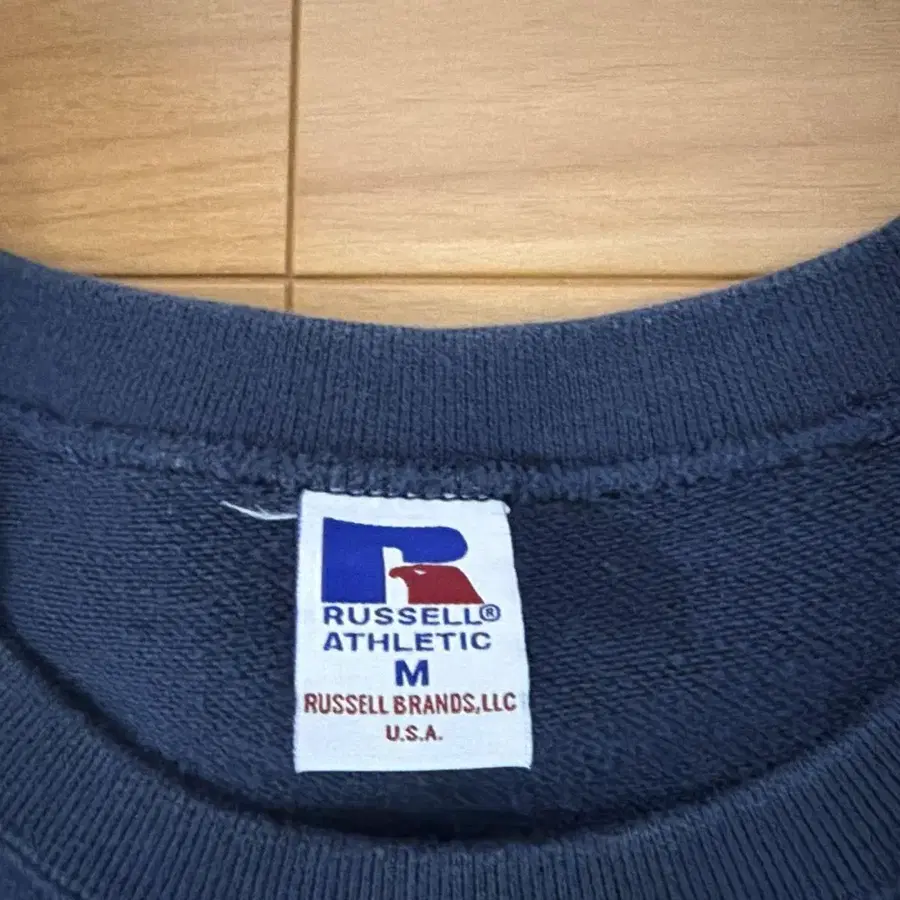 RUSSELL®
ATHLETIC
M
RUSSELL BRANDS,LLC
U.S.A.